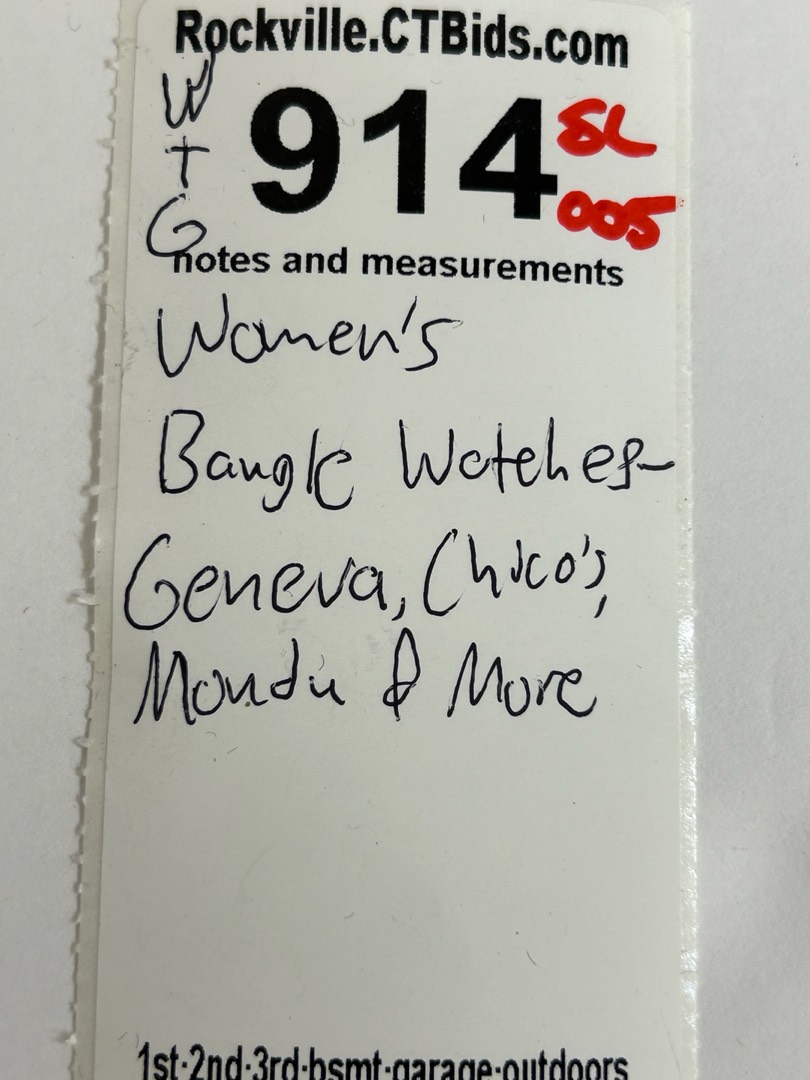 Rockville.CTBids.com
W
T
G
914
SL
005
notes and measurements
Women's
Bangle Watches-
Geneva, Chico's,
Mondu & More
1st·2nd·3rd·bsmt·garage·outdoors